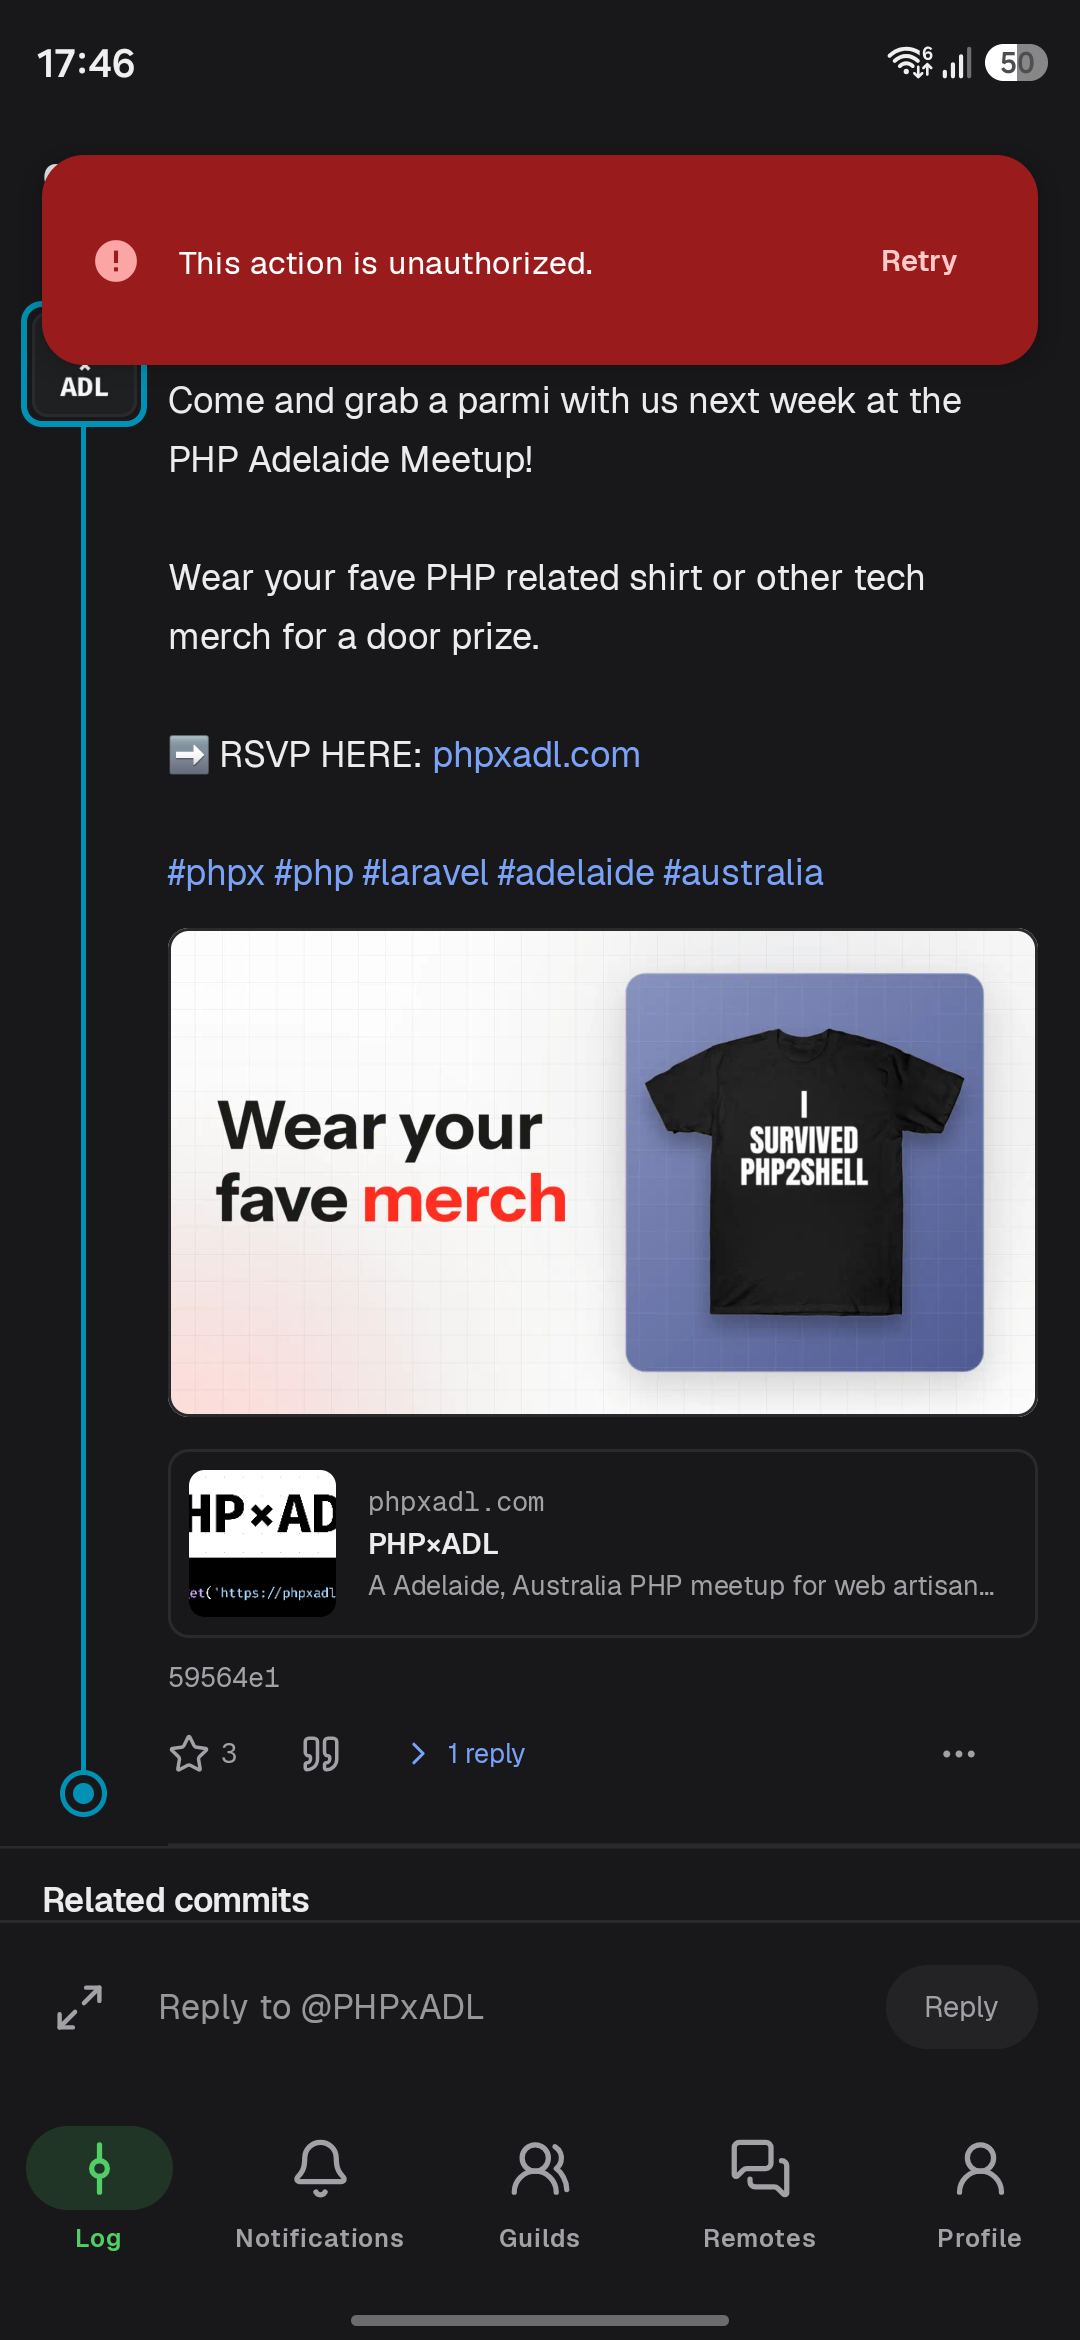 17:46
6
50
This action is unauthorized.
Retry
ADL
Come and grab a parmi with us next week at the
PHP Adelaide Meetup!
Wear your fave PHP related shirt or other tech
merch for a door prize.
➡️ RSVP HERE: phpxadl.com
#phpx #php #laravel #adelaide #australia
Wear your
fave merch
I
SURVIVED
PHP2SHELL
HP×AD
et('https://phpxadl
phpxadl.com
PHP×ADL
A Adelaide, Australia PHP meetup for web artisan...
59564e1
3
1 reply
Related commits
Reply to @PHPxADL
Reply
Log
Notifications
Guilds
Remotes
Profile